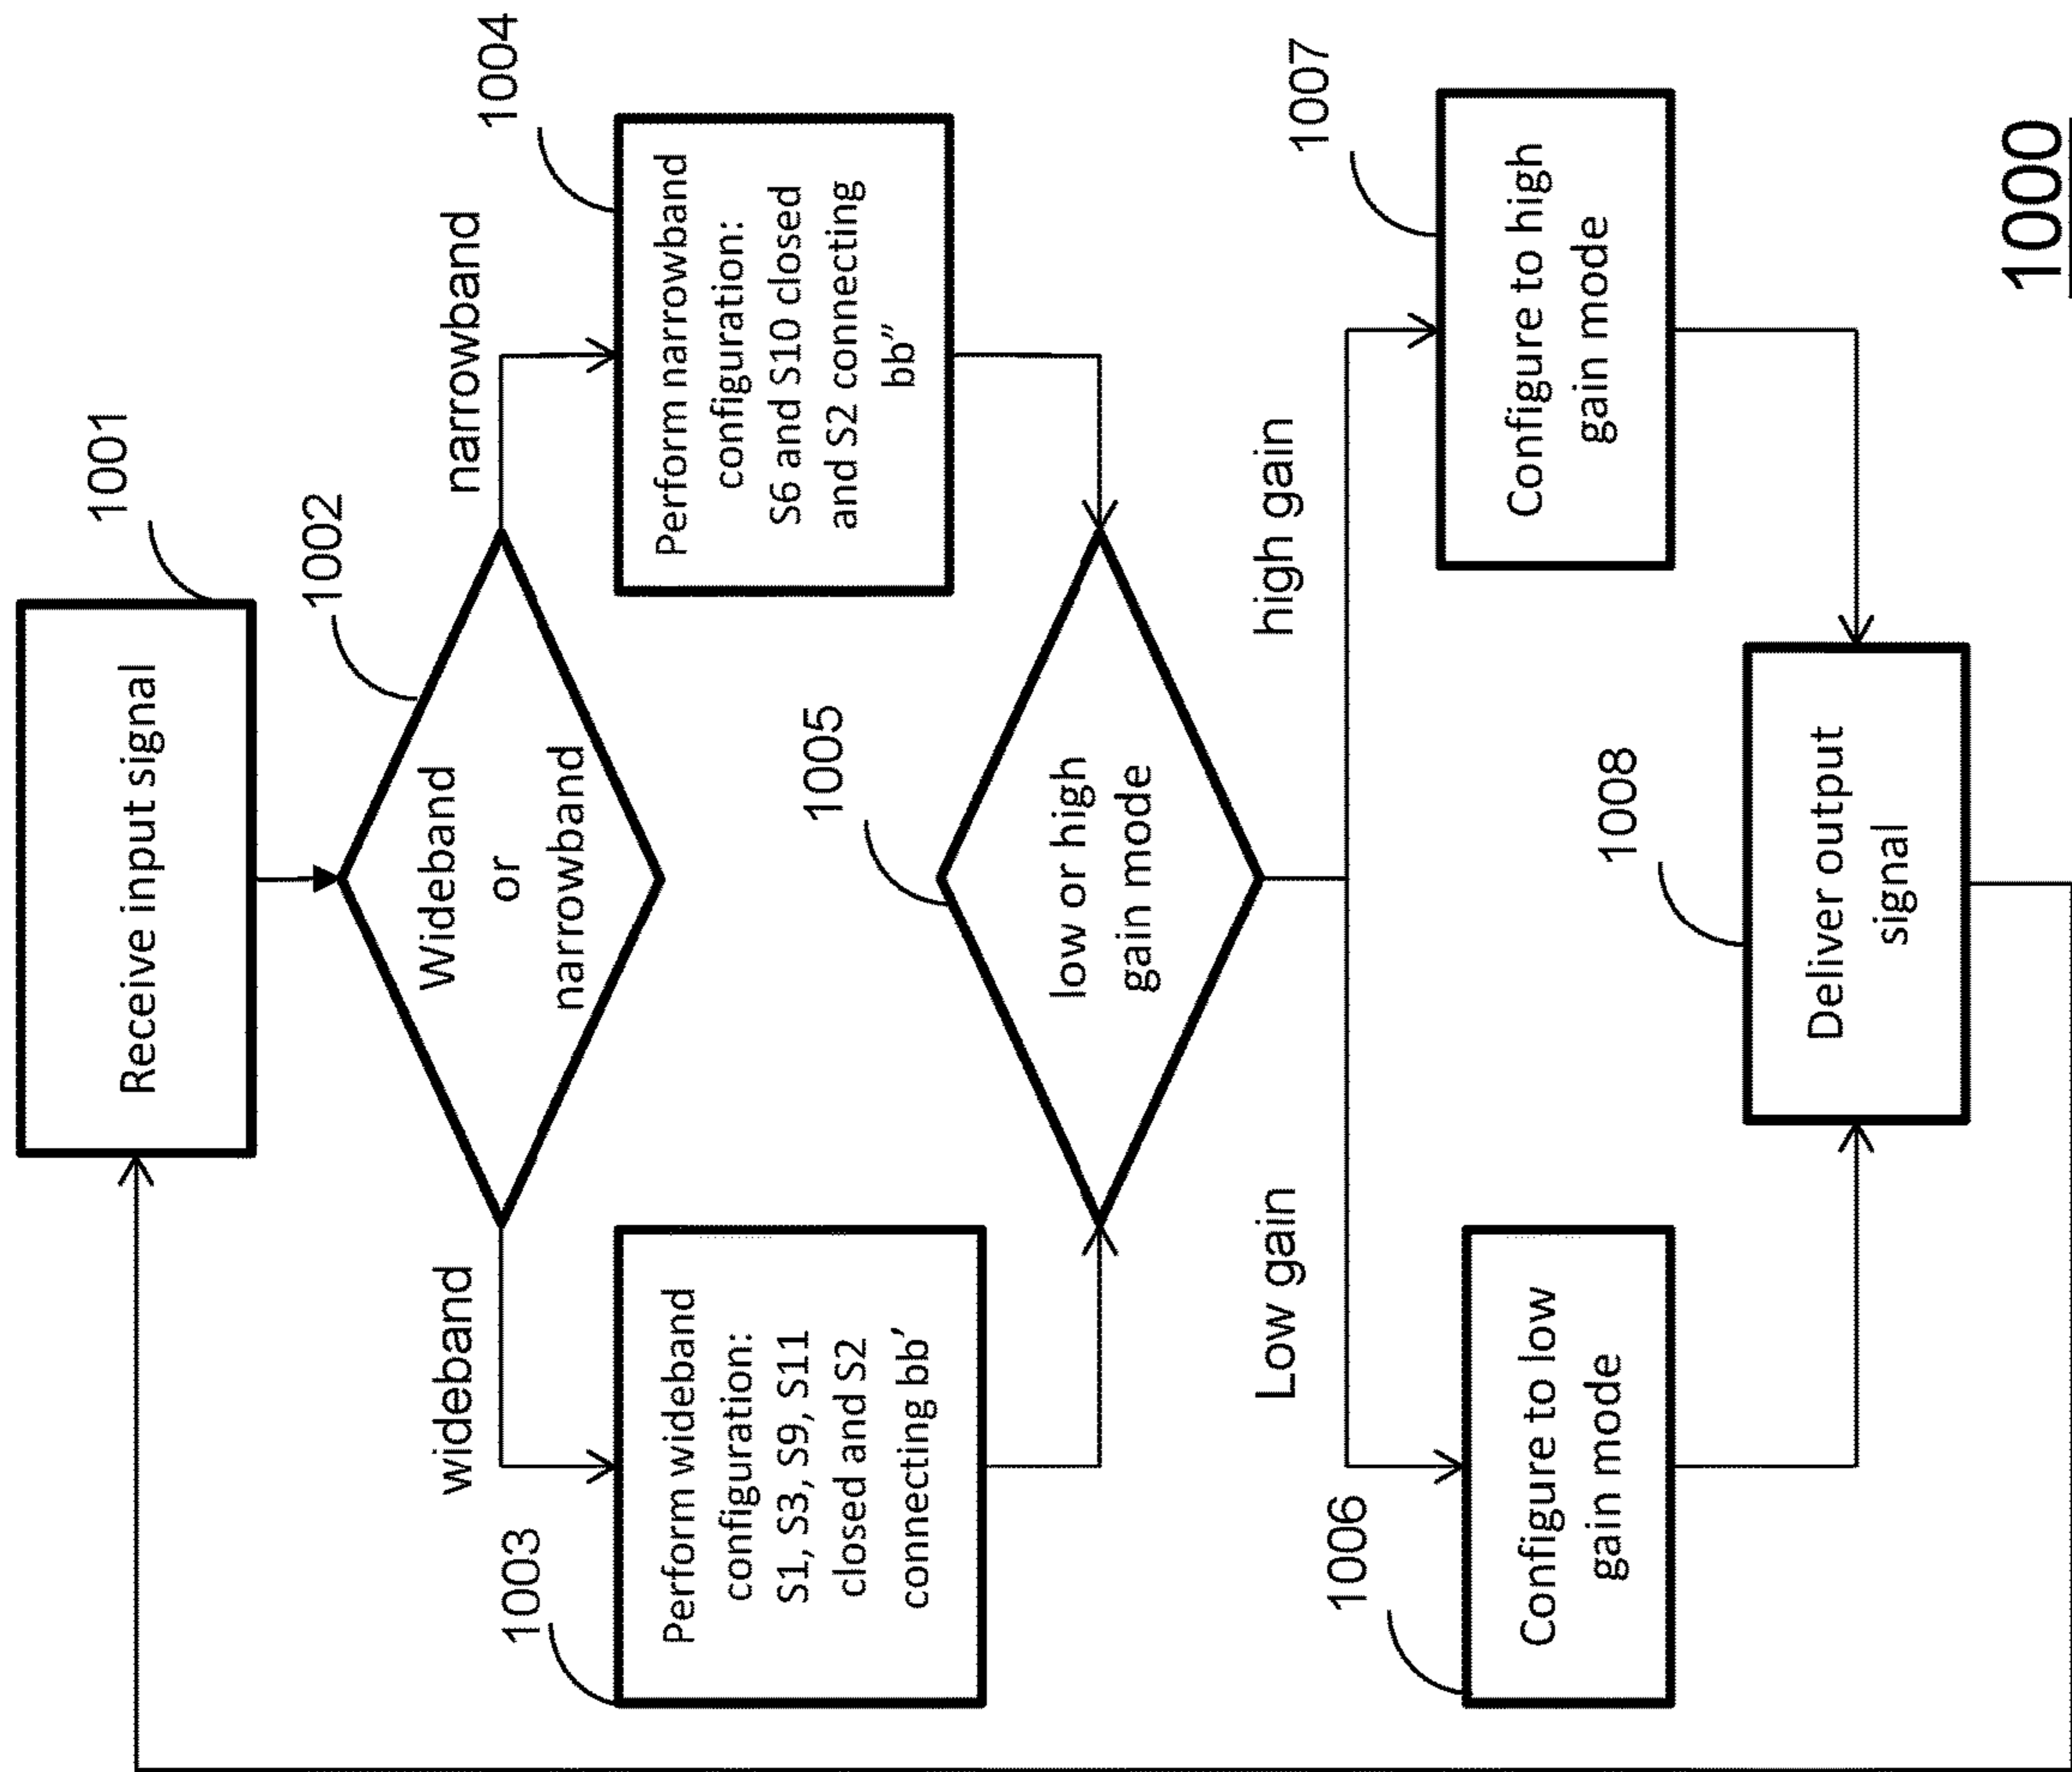 1001
Receive input signal
1002
Wideband
or
narrowband
wideband
narrowband
1003
Perform wideband
configuration:
S1, S3, S9, S11
closed and S2
connecting bb'
1004
Perform narrowband
configuration:
S6 and S10 closed
and S2 connecting
bb"
1005
low or high
gain mode
Low gain
high gain
1006
Configure to low
gain mode
1007
Configure to high
gain mode
1008
Deliver output
signal
1000